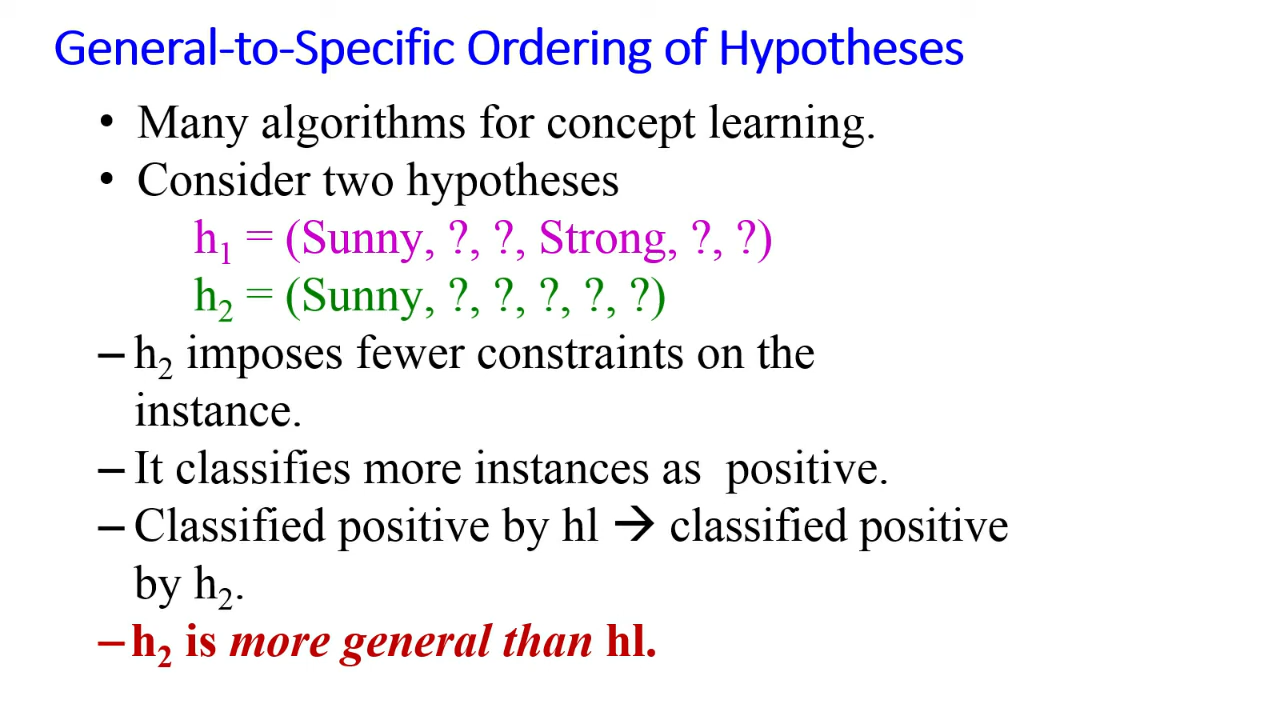 General-to-Specific Ordering of Hypotheses
• Many algorithms for concept learning.
• Consider two hypotheses
h₁ = (Sunny, ?, ?, Strong, ?, ?)
h₂ = (Sunny, ?, ?, ?, ?, ?)
– h₂ imposes fewer constraints on the
instance.
– It classifies more instances as  positive.
– Classified positive by hl → classified positive
by h₂.
– h₂ is more general than hl.